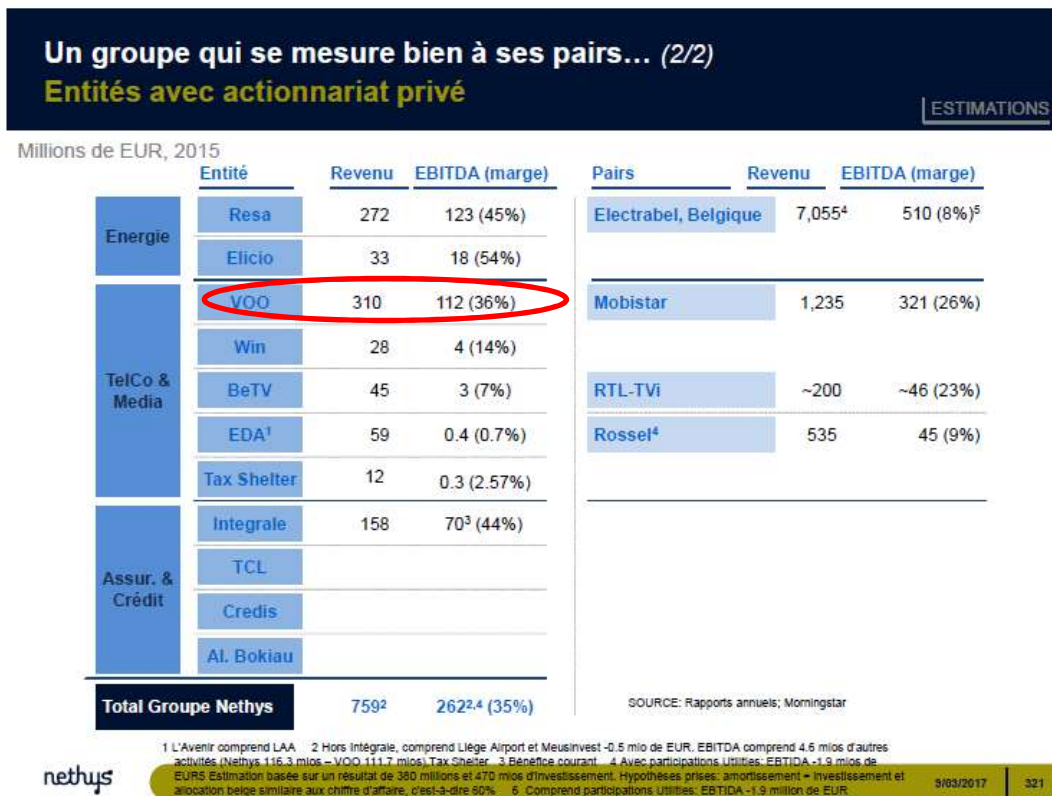 Un groupe qui se mesure bien à ses pairs… (2/2)
Entités avec actionnariat privé
ESTIMATIONS
Millions de EUR, 2015
Entité Revenu EBITDA (marge) Pairs Revenu EBITDA (marge)
Energie
Resa 272 123 (45%) Electrabel, Belgique 7,055⁴ 510 (8%)⁵
Elicio 33 18 (54%)
TelCo & Media
VOO 310 112 (36%) Mobistar 1,235 321 (26%)
Win 28 4 (14%)
BeTV 45 3 (7%) RTL-TVi ~200 ~46 (23%)
EDA¹ 59 0.4 (0.7%) Rossel⁴ 535 45 (9%)
Tax Shelter 12 0.3 (2.57%)
Assur. & Crédit
Integrale 158 70³ (44%)
TCL
Credis
Al. Bokiau
Total Groupe Nethys 759² 262²,⁴ (35%) SOURCE: Rapports annuels; Morningstar
1 L'Avenir comprend LAA 2 Hors Intégrale, comprend Liège Airport et Meusinvest -0.5 mio de EUR. EBITDA comprend 4.6 mios d'autres
activités (Nethys 116.3 mios – VOO 111.7 mios),Tax Shelter 3 Bénéfice courant 4 Avec participations Utilities: EBTIDA -1.9 mios de
EUR5 Estimation basée sur un résultat de 380 millions et 470 mios d'investissement. Hypothèses prises: amortissement = investissement et
allocation belge similaire aux chiffre d'affaire, c'est-à-dire 60% 6 Comprend participations Utilities: EBTIDA -1.9 million de EUR
nethys 9/03/2017 321